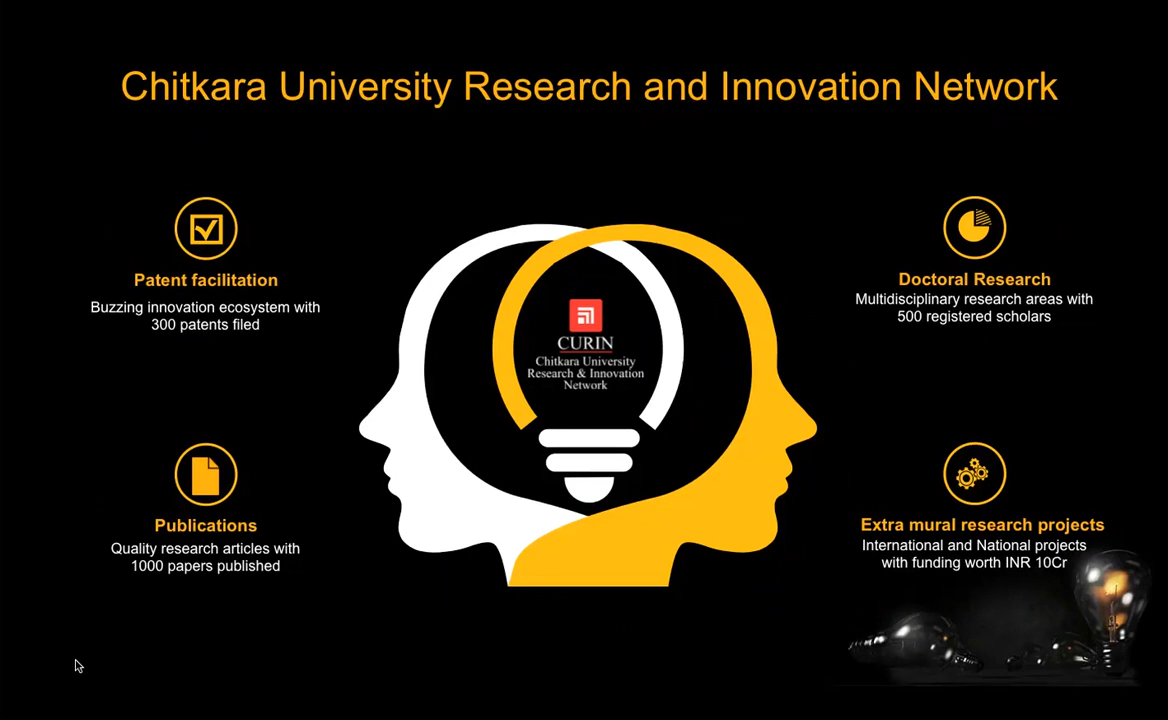 Chitkara University Research and Innovation Network
Patent facilitation
Buzzing innovation ecosystem with
300 patents filed
Doctoral Research
Multidisciplinary research areas with
500 registered scholars
CURIN
Chitkara University
Research & Innovation
Network
Publications
Quality research articles with
1000 papers published
Extra mural research projects
International and National projects
with funding worth INR 10Cr